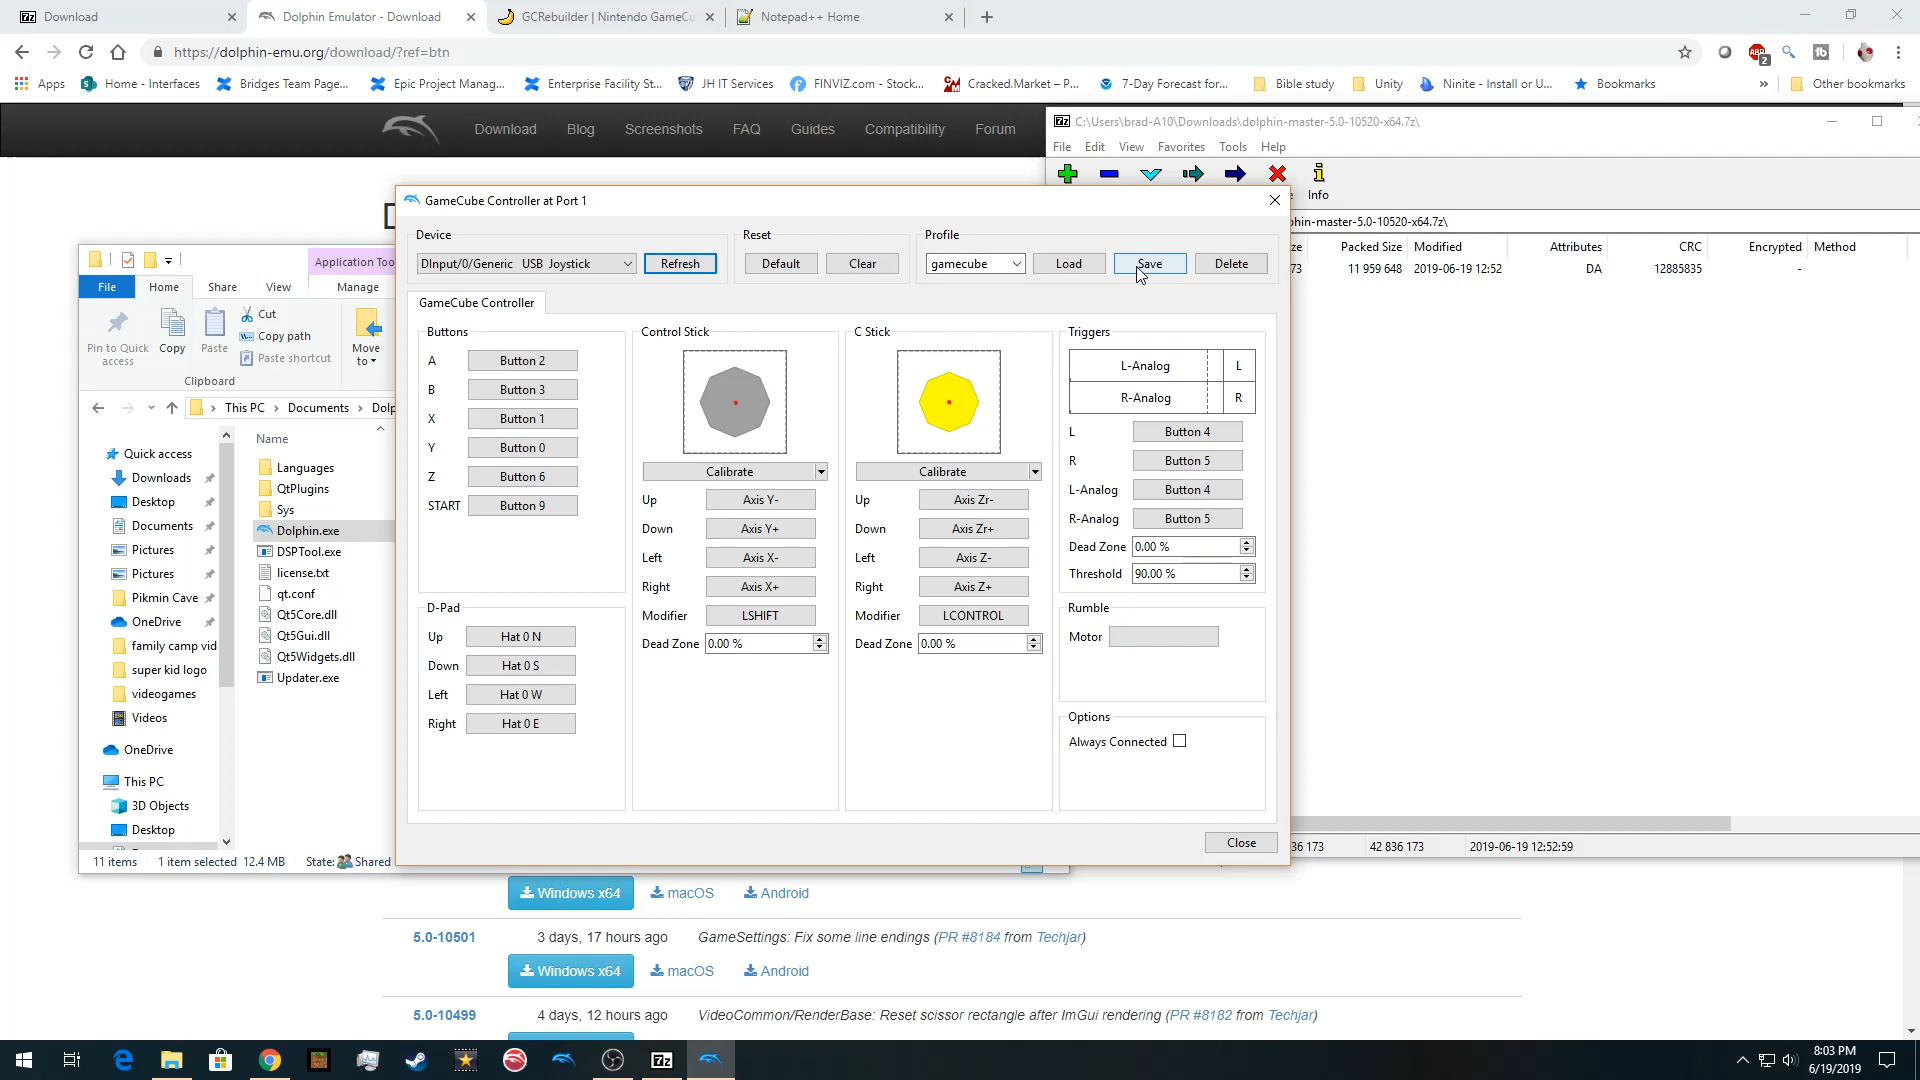 Download
Dolphin Emulator - Download
GCRebuilder | Nintendo GameCu
Notepad++ Home
https://dolphin-emu.org/download/?ref=btn
Apps
Home - Interfaces
Bridges Team Page...
Epic Project Manag...
Enterprise Facility St...
JH IT Services
FINVIZ.com - Stock...
Cracked.Market – P...
7-Day Forecast for...
Bible study
Unity
Ninite - Install or U...
Bookmarks
»
Other bookmarks
Download
Blog
Screenshots
FAQ
Guides
Compatibility
Forum
C:\Users\brad-A10\Downloads\dolphin-master-5.0-10520-x64.7z\
File Edit View Favorites Tools Help
Info
phin-master-5.0-10520-x64.7z\
ze Packed Size Modified Attributes CRC Encrypted Method
73 11 959 648 2019-06-19 12:52 DA 12885835 -
36 173 42 836 173 2019-06-19 12:52:59
GameCube Controller at Port 1
Device
DInput/0/Generic USB Joystick
Refresh
Reset
Default
Clear
Profile
gamecube
Load
Save
Delete
GameCube Controller
Buttons
A Button 2
B Button 3
X Button 1
Y Button 0
Z Button 6
START Button 9
D-Pad
Up Hat 0 N
Down Hat 0 S
Left Hat 0 W
Right Hat 0 E
Control Stick
Calibrate
Up Axis Y-
Down Axis Y+
Left Axis X-
Right Axis X+
Modifier LSHIFT
Dead Zone 0.00 %
C Stick
Calibrate
Up Axis Zr-
Down Axis Zr+
Left Axis Z-
Right Axis Z+
Modifier LCONTROL
Dead Zone 0.00 %
Triggers
L-Analog L
R-Analog R
L Button 4
R Button 5
L-Analog Button 4
R-Analog Button 5
Dead Zone 0.00 %
Threshold 90.00 %
Rumble
Motor
Options
Always Connected
Close
Application Too
File Home Share View Manage
Pin to Quick
access
Copy
Paste
Cut
Copy path
Paste shortcut
Move
to
Clipboard
This PC > Documents > Dolp
Quick access
Downloads
Desktop
Documents
Pictures
Pictures
Pikmin Cave
OneDrive
family camp vid
super kid logo
videogames
Videos
OneDrive
This PC
3D Objects
Desktop
Name
Languages
QtPlugins
Sys
Dolphin.exe
DSPTool.exe
license.txt
qt.conf
Qt5Core.dll
Qt5Gui.dll
Qt5Widgets.dll
Updater.exe
11 items 1 item selected 12.4 MB State: Shared
Windows x64 macOS Android
5.0-10501 3 days, 17 hours ago GameSettings: Fix some line endings (PR #8184 from Techjar)
Windows x64 macOS Android
5.0-10499 4 days, 12 hours ago VideoCommon/RenderBase: Reset scissor rectangle after ImGui rendering (PR #8182 from Techjar)
8:03 PM
6/19/2019